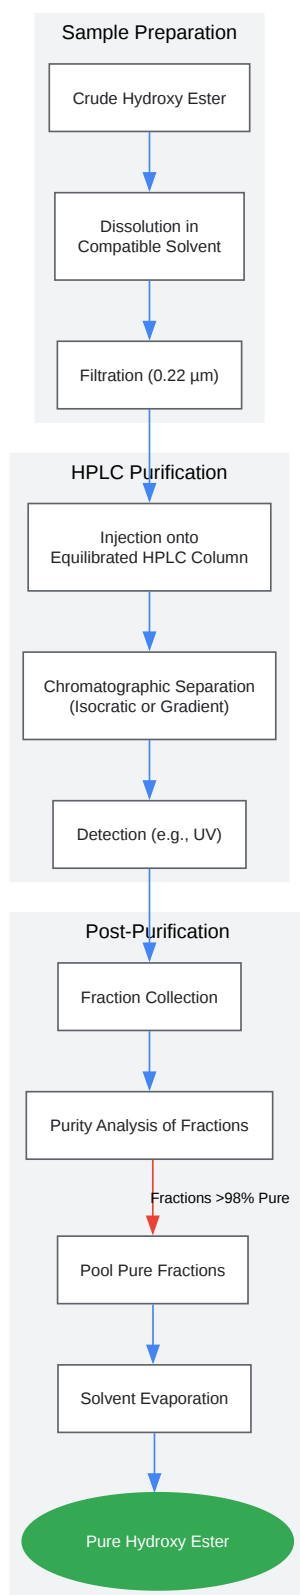 Sample Preparation
Crude Hydroxy Ester
Dissolution in
Compatible Solvent
Filtration (0.22 µm)
HPLC Purification
Injection onto
Equilibrated HPLC Column
Chromatographic Separation
(Isocratic or Gradient)
Detection (e.g., UV)
Post-Purification
Fraction Collection
Purity Analysis of Fractions
Fractions >98% Pure
Pool Pure Fractions
Solvent Evaporation
Pure Hydroxy Ester